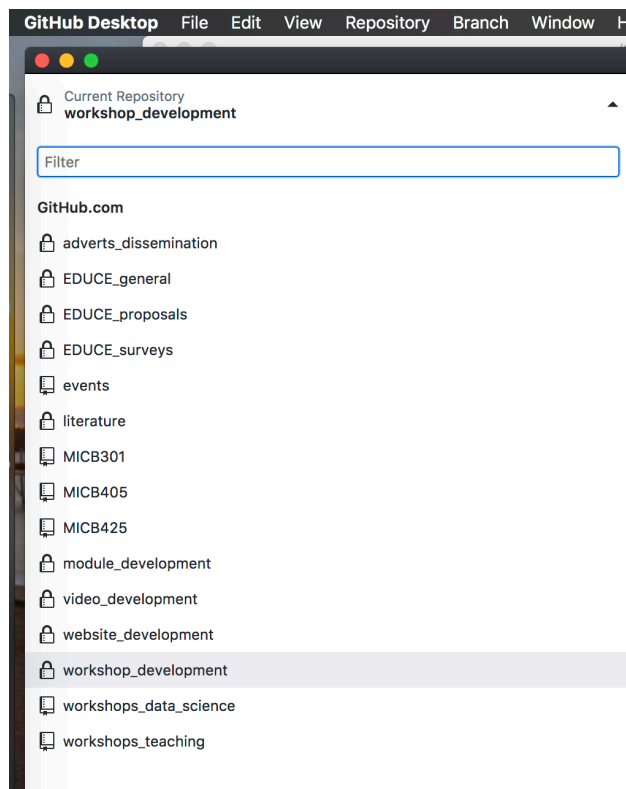 GitHub Desktop File Edit View Repository Branch Window
Current Repository
workshop_development
Filter
GitHub.com
adverts_dissemination
EDUCE_general
EDUCE_proposals
EDUCE_surveys
events
literature
MICB301
MICB405
MICB425
module_development
video_development
website_development
workshop_development
workshops_data_science
workshops_teaching